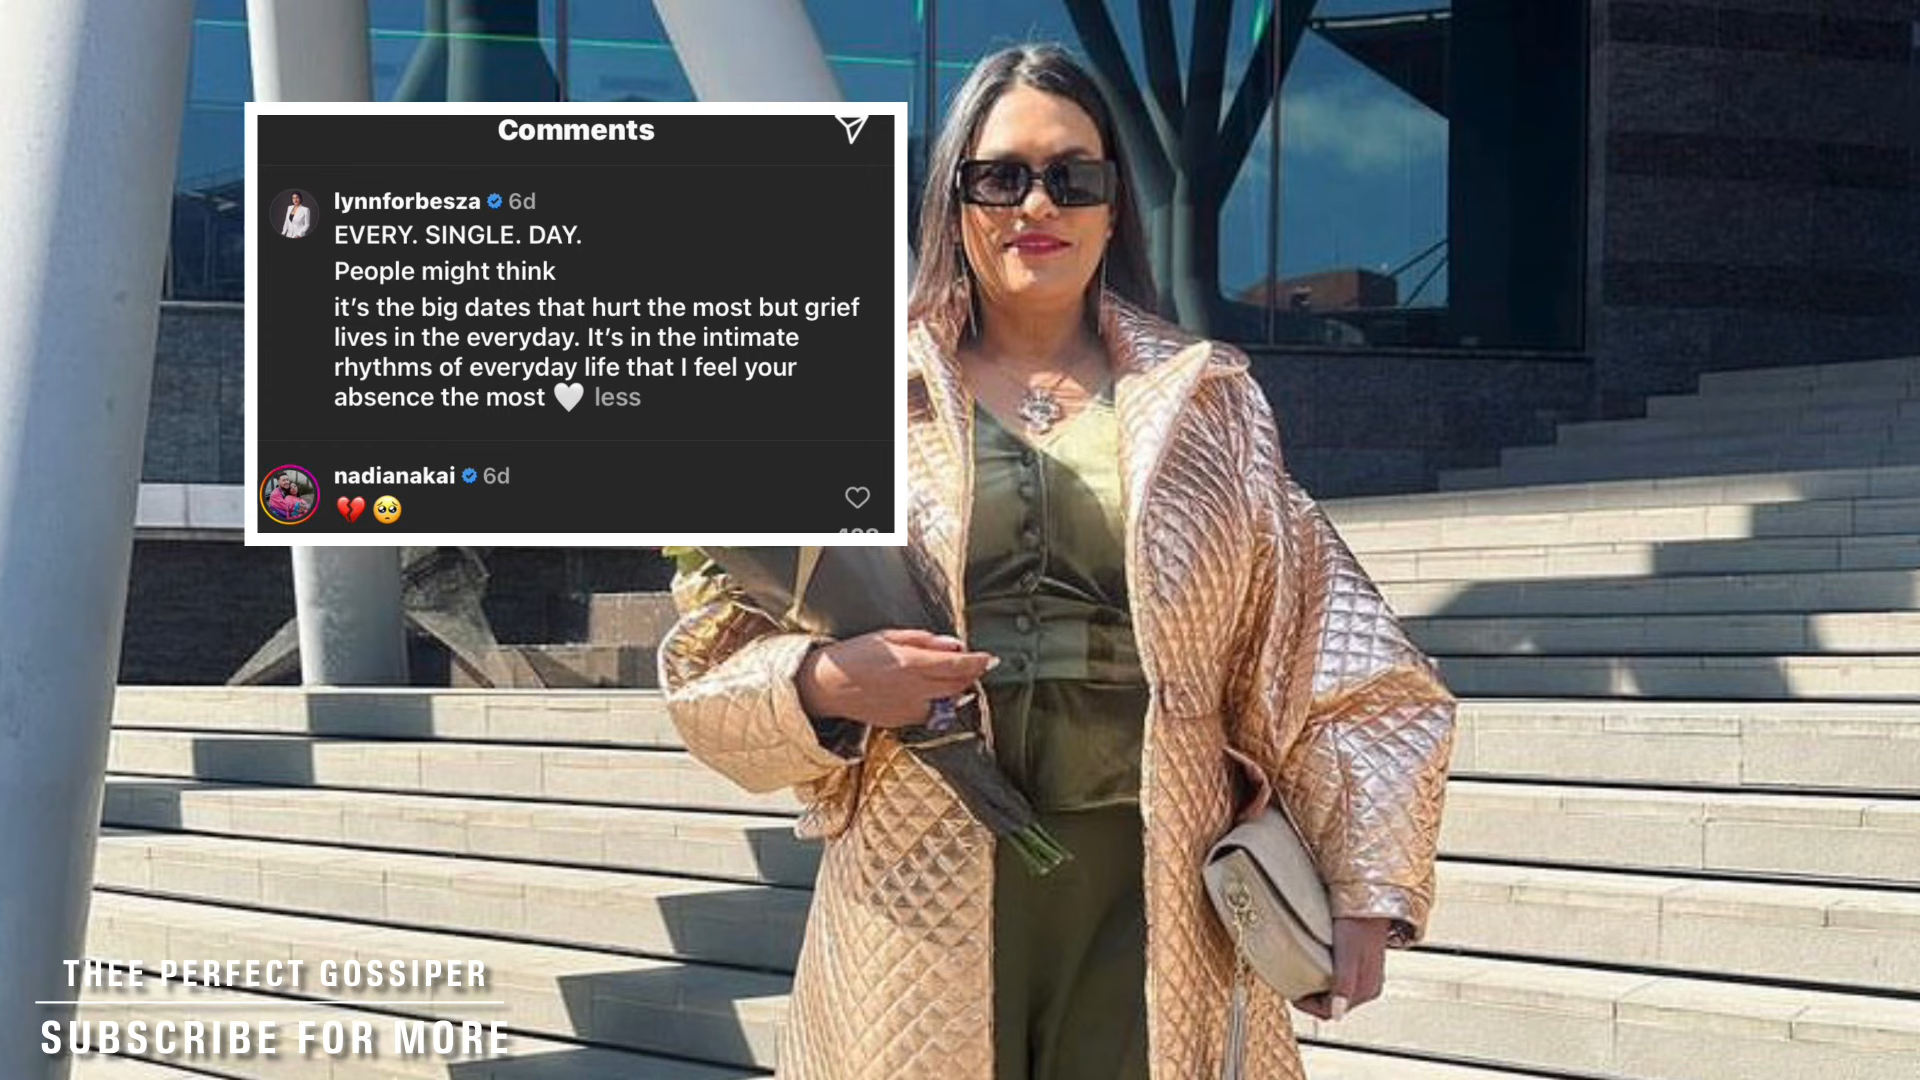 Comments
lynnforbesza 6d
EVERY. SINGLE. DAY.
People might think
it’s the big dates that hurt the most but grief
lives in the everyday. It’s in the intimate
rhythms of everyday life that I feel your
absence the most 🤍 less
nadianakai 6d
💔 🥺
THEE PERFECT GOSSIPER
SUBSCRIBE FOR MORE